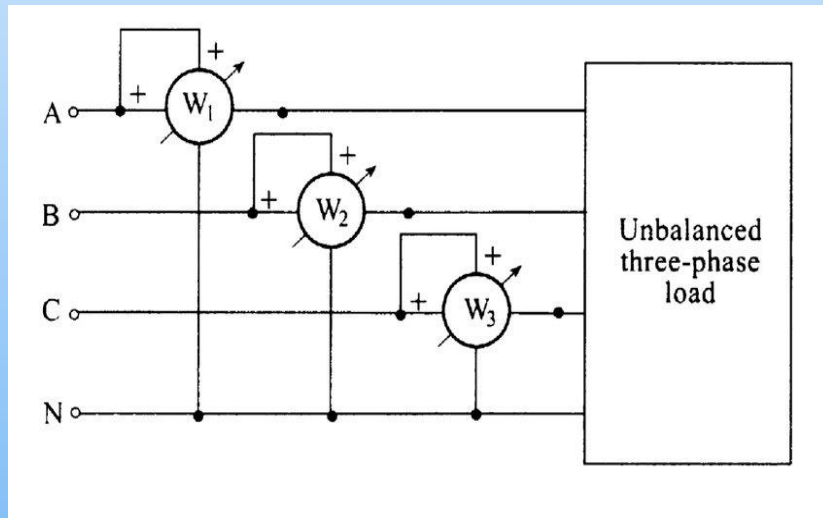 +
+
A
W1
+
+
B
W2
+
+
C
W3
N
Unbalanced
three-phase
load